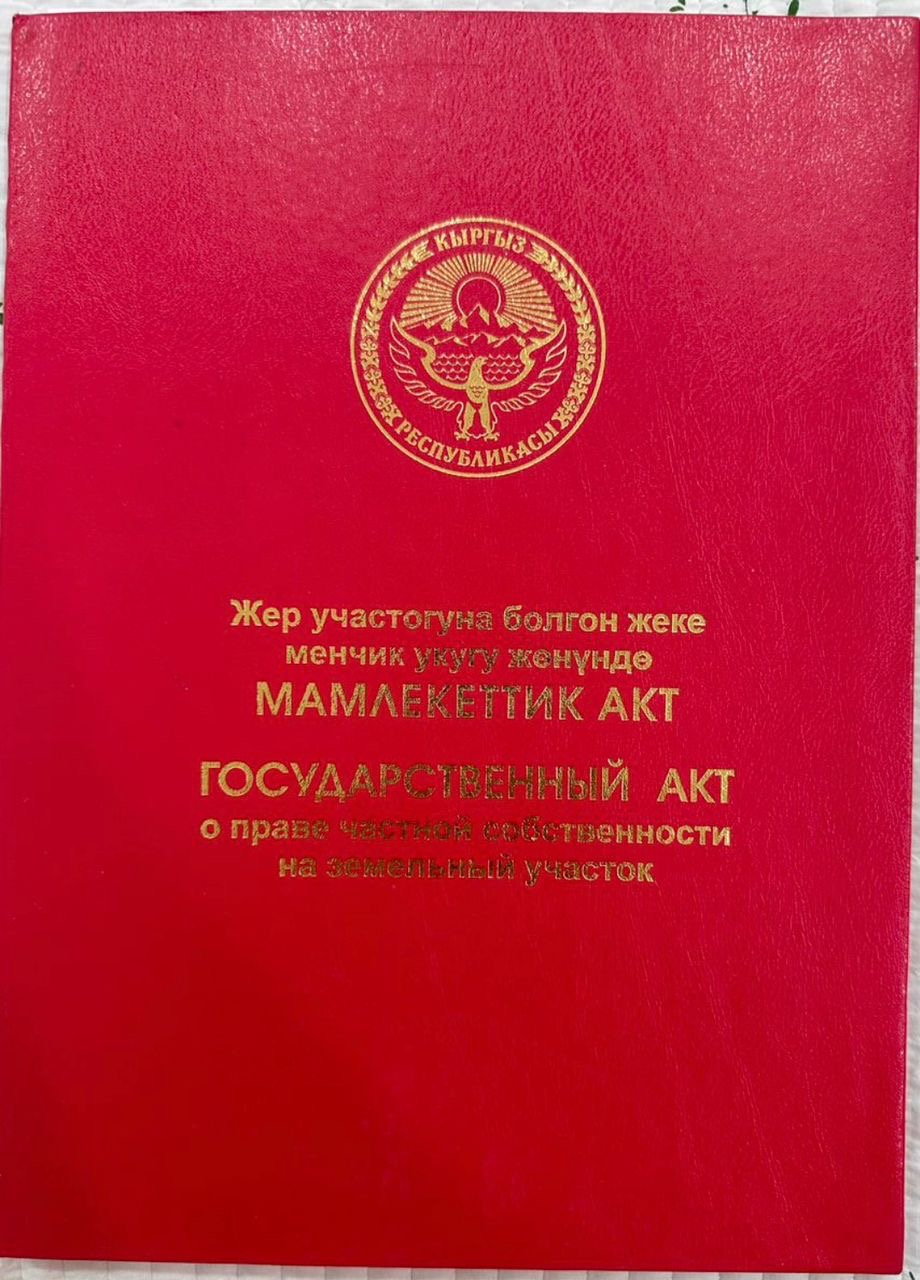 КЫРГЫЗ
РЕСПУБЛИКАСЫ
Жер участогуна болгон жеке
менчик укугу жөнүндө
МАМЛЕКЕТТИК АКТ
ГОСУДАРСТВЕННЫЙ АКТ
о праве частной собственности
на земельный участок